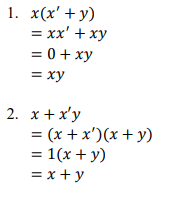 1. x(x' + y)
= xx' + xy
= 0 + xy
= xy
2. x + x'y
= (x + x')(x + y)
= 1(x + y)
= x + y